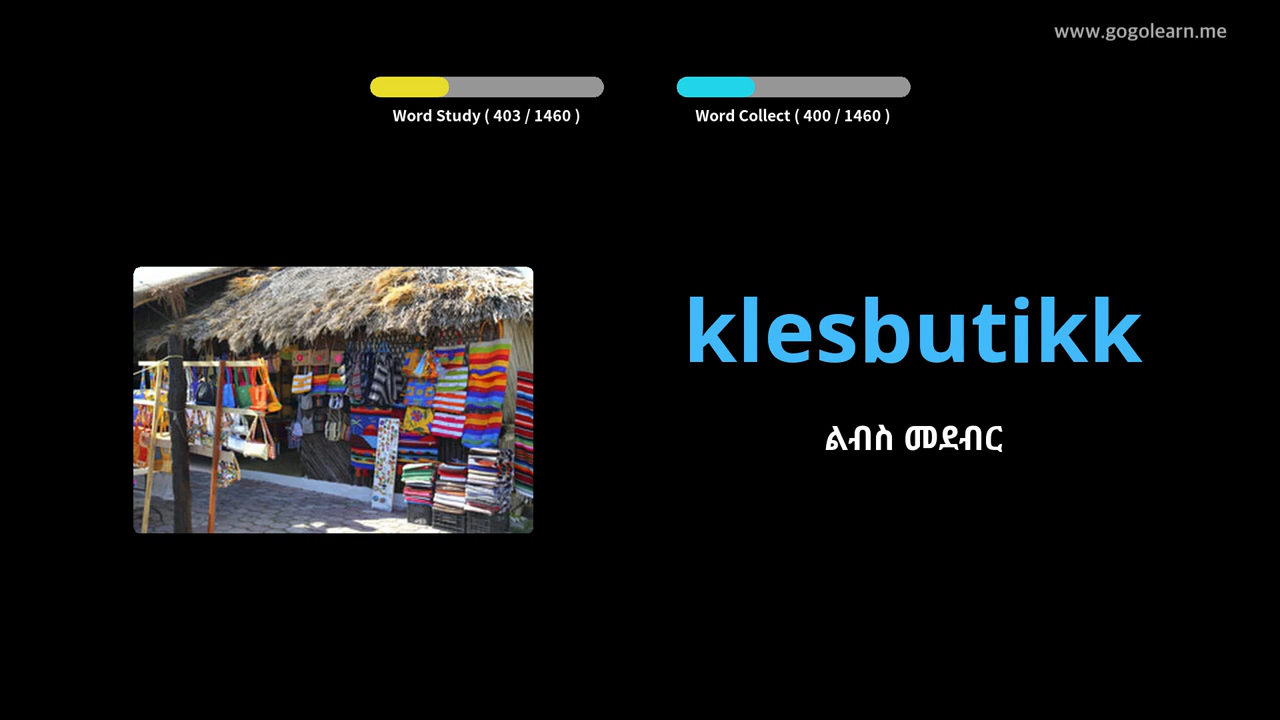 www.gogolearn.me
Word Study ( 403 / 1460 )
Word Collect ( 400 / 1460 )
klesbutikk
ልብስ መደብር